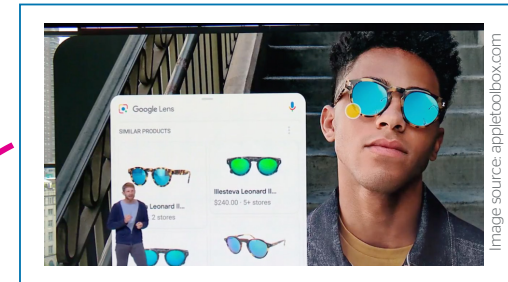 Google Lens
SIMILAR PRODUCTS
Illesteva Leonard II...
Leonard II...
$240.00 · 5+ stores
2 stores
Image source: appletoolbox.com